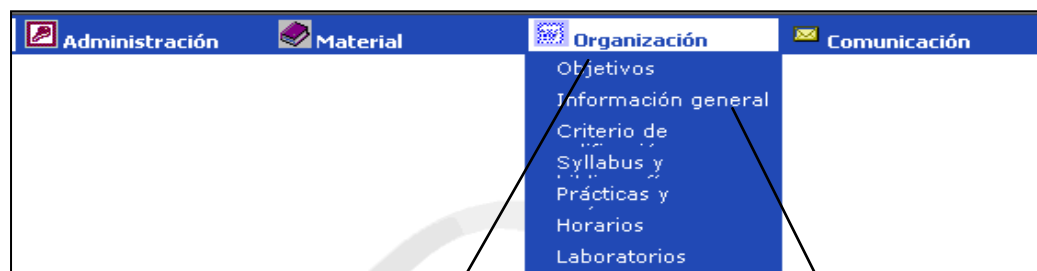 Administración Material Organización Comunicación
Objetivos
Información general
Criterio de
Syllabus y
Prácticas y
Horarios
Laboratorios